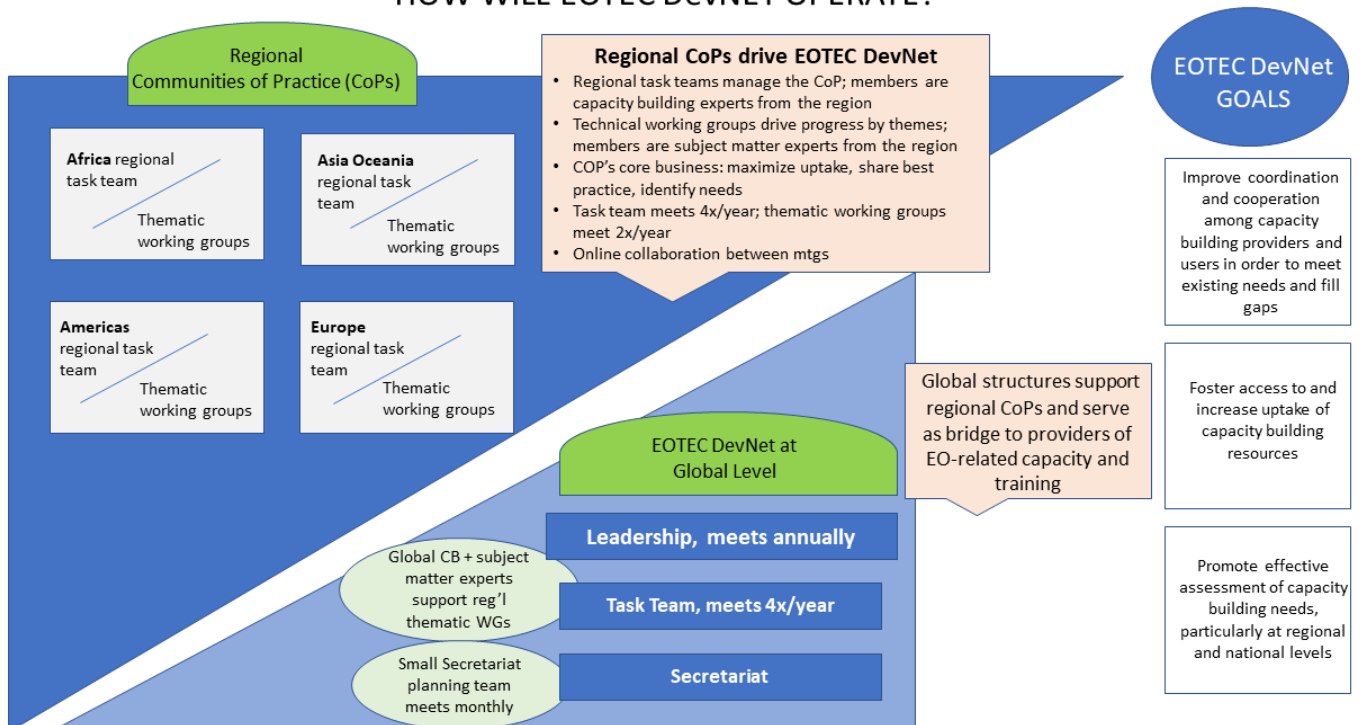 HOW WILL EOTEC DevNET OPERATE?
Regional
Communities of Practice (CoPs)
Africa regional
task team
Thematic
working groups
Asia Oceania
regional task
team
Thematic
working groups
Americas
regional task
team
Thematic
working groups
Europe
regional task
team
Thematic
working groups
Regional CoPs drive EOTEC DevNet
• Regional task teams manage the CoP; members are
capacity building experts from the region
• Technical working groups drive progress by themes;
members are subject matter experts from the region
• COP's core business: maximize uptake, share best
practice, identify needs
• Task team meets 4x/year; thematic working groups
meet 2x/year
• Online collaboration between mtgs
Global structures support
regional CoPs and serve
as bridge to providers of
EO-related capacity and
training
EOTEC DevNet at
Global Level
Leadership, meets annually
Global CB + subject
matter experts
support reg'l
thematic WGs
Task Team, meets 4x/year
Small Secretariat
planning team
meets monthly
Secretariat
EOTEC DevNet
GOALS
Improve coordination
and cooperation
among capacity
building providers and
users in order to meet
existing needs and fill
gaps
Foster access to and
increase uptake of
capacity building
resources
Promote effective
assessment of capacity
building needs,
particularly at regional
and national levels